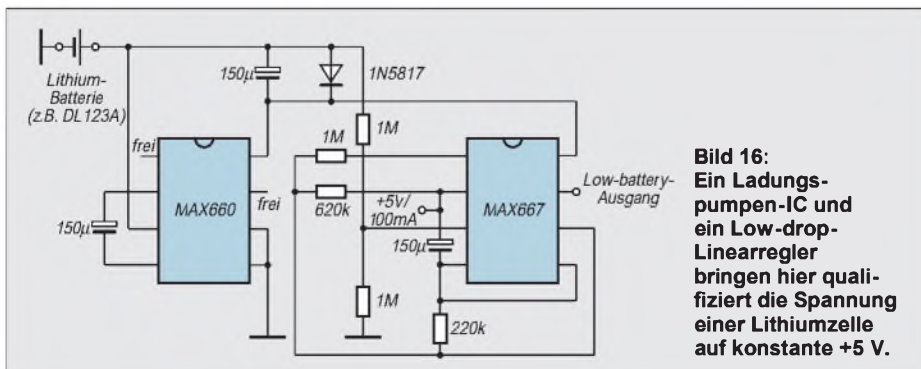 150µ
1N5817
Lithium-
Batterie
(z.B. DL123A)
frei
MAX660
frei
150µ
1M
1M
620k
+5V/
100mA
150µ
MAX667
Low-battery-
Ausgang
1M
220k
Bild 16:
Ein Ladungs-
pumpen-IC und
ein Low-drop-
Linearregler
bringen hier quali-
fiziert die Spannung
einer Lithiumzelle
auf konstante +5 V.